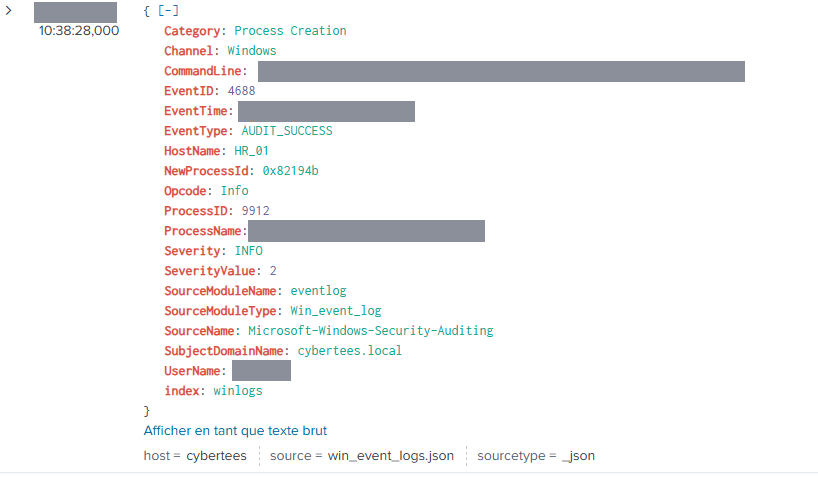 > { [-]
10:38:28,000
Category: Process Creation
Channel: Windows
CommandLine:
EventID: 4688
EventTime:
EventType: AUDIT_SUCCESS
HostName: HR_01
NewProcessId: 0x82194b
Opcode: Info
ProcessID: 9912
ProcessName:
Severity: INFO
SeverityValue: 2
SourceModuleName: eventlog
SourceModuleType: Win_event_log
SourceName: Microsoft-Windows-Security-Auditing
SubjectDomainName: cybertees.local
UserName:
index: winlogs
}
Afficher en tant que texte brut
host = cybertees source = win_event_logs.json sourcetype = _json